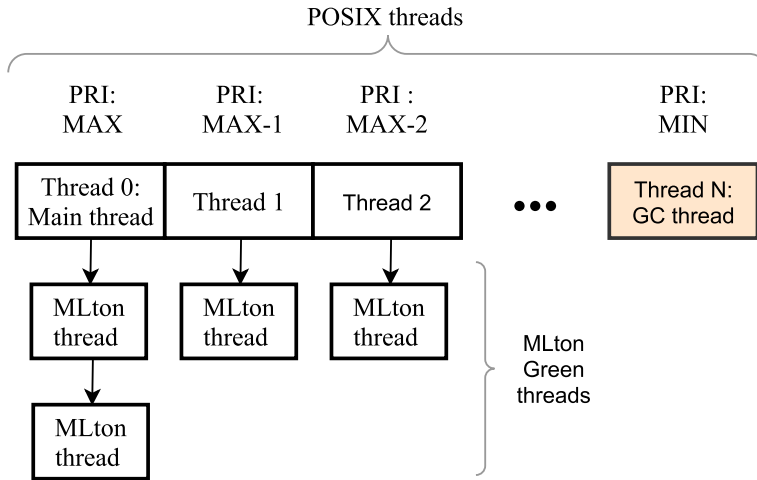 POSIX threads
PRI:
MAX
PRI:
MAX-1
PRI :
MAX-2
PRI:
MIN
Thread 0:
Main thread
Thread 1
Thread 2
•••
Thread N:
GC thread
MLton
thread
MLton
thread
MLton
thread
MLton
Green
threads
MLton
thread